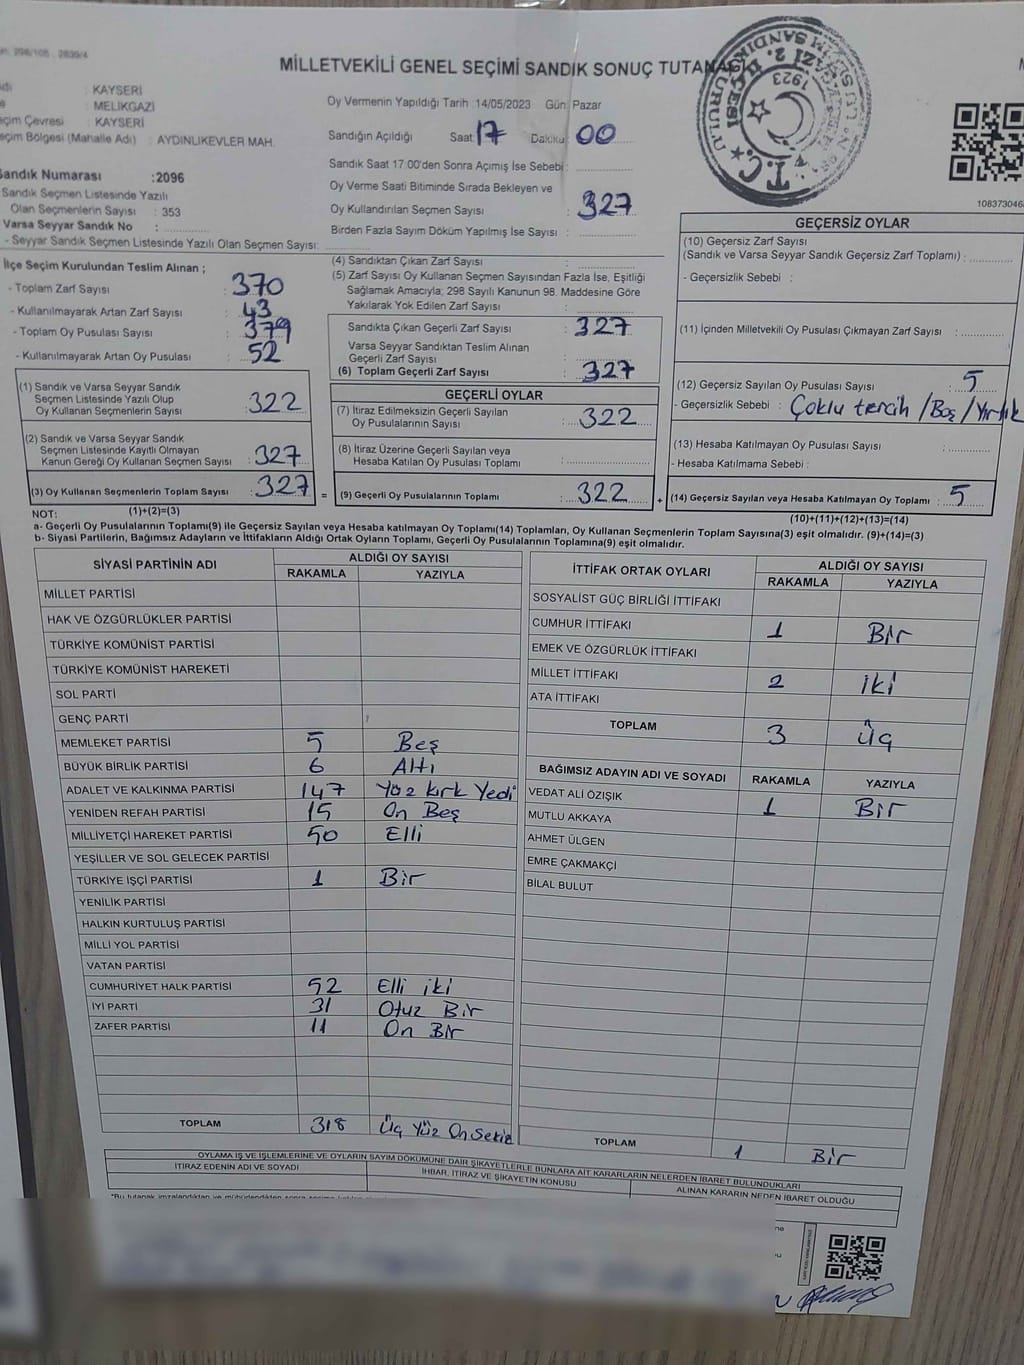 MİLLETVEKİLİ GENEL SEÇİMİ SANDIK SONUÇ TUTANAĞI
: KAYSERİ
: MELİKGAZİ
Seçim Çevresi : KAYSERİ
Seçim Bölgesi (Mahalle Adı) : AYDINLIKEVLER MAH.
Sandık Numarası :2096
Sandık Seçmen Listesinde Yazılı
Olan Seçmenlerin Sayısı : 353
Varsa Seyyar Sandık No :
- Seyyar Sandık Seçmen Listesinde Yazılı Olan Seçmen Sayısı:
Oy Vermenin Yapıldığı Tarih :14/05/2023 Gün: Pazar
Sandığın Açıldığı Saat: 17 Dakika: 00
Sandık Saat 17:00'den Sonra Açımış İse Sebebi :
Oy Verme Saati Bitiminde Sırada Bekleyen ve
Oy Kullandırılan Seçmen Sayısı : 327
Birden Fazla Sayım Döküm Yapılmış İse Sayısı :
T.C.
1923
108373046
İlçe Seçim Kurulundan Teslim Alınan ;
- Toplam Zarf Sayısı : 370
- Kullanılmayarak Artan Zarf Sayısı : 43
- Toplam Oy Pusulası Sayısı : 379
- Kullanılmayarak Artan Oy Pusulası : 52
(1) Sandık ve Varsa Seyyar Sandık
Seçmen Listesinde Yazılı Olup
Oy Kullanan Seçmenlerin Sayısı : 322
(2) Sandık ve Varsa Seyyar Sandık
Seçmen Listesinde Kayıtlı Olmayan
Kanun Gereği Oy Kullanan Seçmen Sayısı : 327
(3) Oy Kullanan Seçmenlerin Toplam Sayısı : 327 =
(1)+(2)=(3)
(4) Sandıktan Çıkan Zarf Sayısı :
(5) Zarf Sayısı Oy Kullanan Seçmen Sayısından Fazla İse, Eşitliği
Sağlamak Amacıyla; 298 Sayılı Kanunun 98. Maddesine Göre
Yakılarak Yok Edilen Zarf Sayısı :
Sandıkta Çıkan Geçerli Zarf Sayısı : 327
Varsa Seyyar Sandıktan Teslim Alınan
Geçerli Zarf Sayısı :
(6) Toplam Geçerli Zarf Sayısı : 327
GEÇERLİ OYLAR
(7) İtiraz Edilmeksizin Geçerli Sayılan
Oy Pusulalarının Sayısı : 322
(8) İtiraz Üzerine Geçerli Sayılan veya
Hesaba Katılan Oy Pusulası Toplamı :
(9) Geçerli Oy Pusulalarının Toplamı : 322 +
GEÇERSİZ OYLAR
(10) Geçersiz Zarf Sayısı
(Sandık ve Varsa Seyyar Sandık Geçersiz Zarf Toplamı) :
- Geçersizlik Sebebi :
(11) İçinden Milletvekili Oy Pusulası Çıkmayan Zarf Sayısı :
(12) Geçersiz Sayılan Oy Pusulası Sayısı : 5
- Geçersizlik Sebebi : Çoklu tercih / Boş / Yırtık
(13) Hesaba Katılmayan Oy Pusulası Sayısı :
- Hesaba Katılmama Sebebi :
(14) Geçersiz Sayılan veya Hesaba Katılmayan Oy Toplamı : 5
(10)+(11)+(12)+(13)=(14)
NOT:
a- Geçerli Oy Pusulalarının Toplamı(9) ile Geçersiz Sayılan veya Hesaba katılmayan Oy Toplamı(14) Toplamları, Oy Kullanan Seçmenlerin Toplam Sayısına(3) eşit olmalıdır. (9)+(14)=(3)
b- Siyasi Partilerin, Bağımsız Adayların ve İttifakların Aldığı Ortak Oyların Toplamı, Geçerli Oy Pusulalarının Toplamına(9) eşit olmalıdır.
SİYASİ PARTİNİN ADI ALDIĞI OY SAYISI
RAKAMLA YAZIYLA
MİLLET PARTİSİ
HAK VE ÖZGÜRLÜKLER PARTİSİ
TÜRKİYE KOMÜNİST PARTİSİ
TÜRKİYE KOMÜNİST HAREKETİ
SOL PARTİ
GENÇ PARTİ
MEMLEKET PARTİSİ 5 Beş
BÜYÜK BİRLİK PARTİSİ 6 Altı
ADALET VE KALKINMA PARTİSİ 147 Yüz kırk Yedi
YENİDEN REFAH PARTİSİ 15 On Beş
MİLLİYETÇİ HAREKET PARTİSİ 50 Elli
YEŞİLLER VE SOL GELECEK PARTİSİ
TÜRKİYE İŞÇİ PARTİSİ 1 Bir
YENİLİK PARTİSİ
HALKIN KURTULUŞ PARTİSİ
MİLLİ YOL PARTİSİ
VATAN PARTİSİ
CUMHURİYET HALK PARTİSİ 52 Elli iki
İYİ PARTİ 31 Otuz Bir
ZAFER PARTİSİ 11 On Bir
TOPLAM 318 Üç Yüz On Sekiz
İTTİFAK ORTAK OYLARI ALDIĞI OY SAYISI
RAKAMLA YAZIYLA
SOSYALİST GÜÇ BİRLİĞİ İTTİFAKI
CUMHUR İTTİFAKI 1 Bir
EMEK VE ÖZGÜRLÜK İTTİFAKI
MİLLET İTTİFAKI 2 iki
ATA İTTİFAKI
TOPLAM 3 Üç
BAĞIMSIZ ADAYIN ADI VE SOYADI RAKAMLA YAZIYLA
VEDAT ALİ ÖZIŞIK 1 Bir
MUTLU AKKAYA
AHMET ÜLGEN
EMRE ÇAKMAKÇİ
BİLAL BULUT
TOPLAM 1 Bir
OYLAMA İŞ VE İŞLEMLERİNE VE OYLARIN SAYIM DÖKÜMÜNE DAİR ŞİKAYETLERLE BUNLARA AİT KARARLARIN NELERDEN İBARET BULUNDUKLARI
İTİRAZ EDENİN ADI VE SOYADI İHBAR, İTİRAZ VE ŞİKAYETİN KONUSU ALINAN KARARIN NEDEN İBARET OLDUĞU